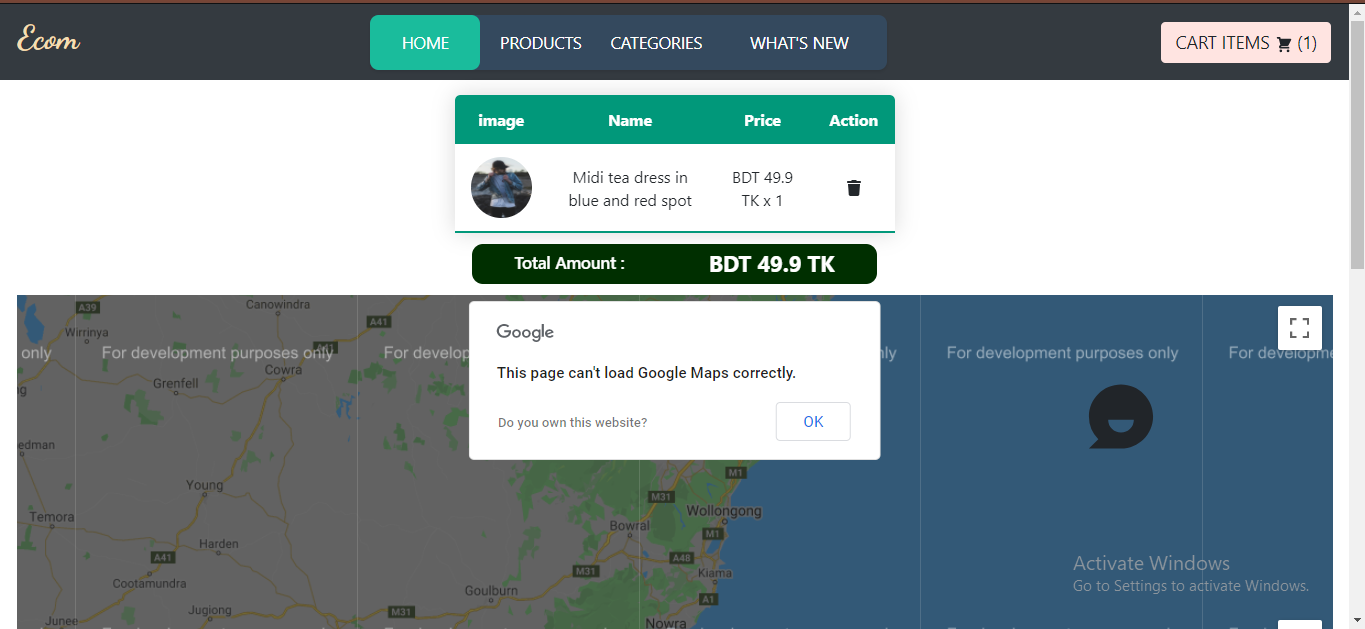 Ecom
HOME
PRODUCTS
CATEGORIES
WHAT'S NEW
CART ITEMS (1)
image Name Price Action
Midi tea dress in
blue and red spot
BDT 49.9
TK x 1
Total Amount : BDT 49.9 TK
Canowindra
A39
A41
Wirrinya
only
For development purposes only
For develop
nly
For development purposes only
For developme
Cowra
Grenfell
Google
This page can't load Google Maps correctly.
Do you own this website?
OK
edman
Young
M1
M31
Wollongong
Temora
Bowral
M1
Harden
A41
A48
M31
Kiama
Cootamundra
Goulburn
A1
Jugiong
M31
Junee
Nowra
Activate Windows
Go to Settings to activate Windows.